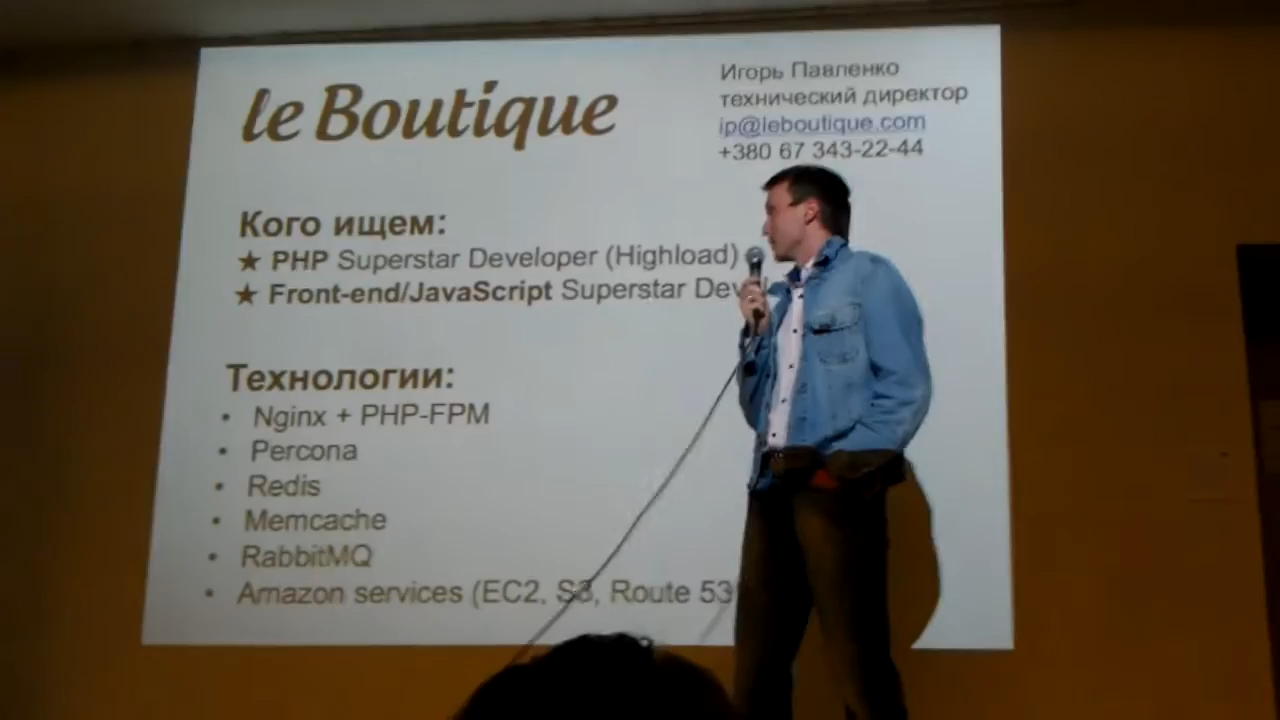 le Boutique
Игорь Павленко
технический директор
ip@leboutique.com
+380 67 343-22-44
Кого ищем:
★ PHP Superstar Developer (Highload)
★ Front-end/JavaScript Superstar
Технологии:
• Nginx + PHP-FPM
• Percona
• Redis
• Memcache
• RabbitMQ
• Amazon services (EC2, S3, Route 53